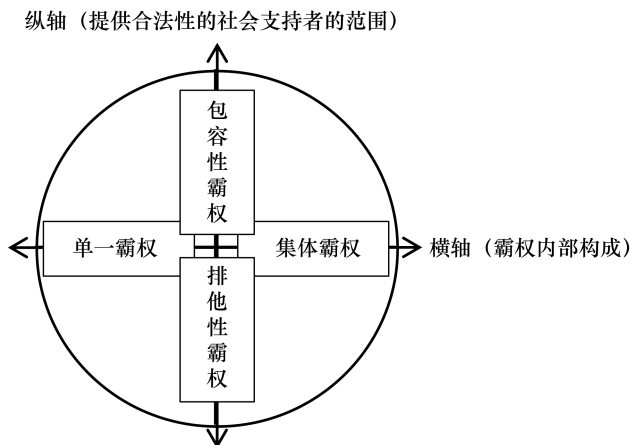 纵轴（提供合法性的社会支持者的范围）
包容性霸权
单一霸权
集体霸权
横轴（霸权内部构成）
排他性霸权